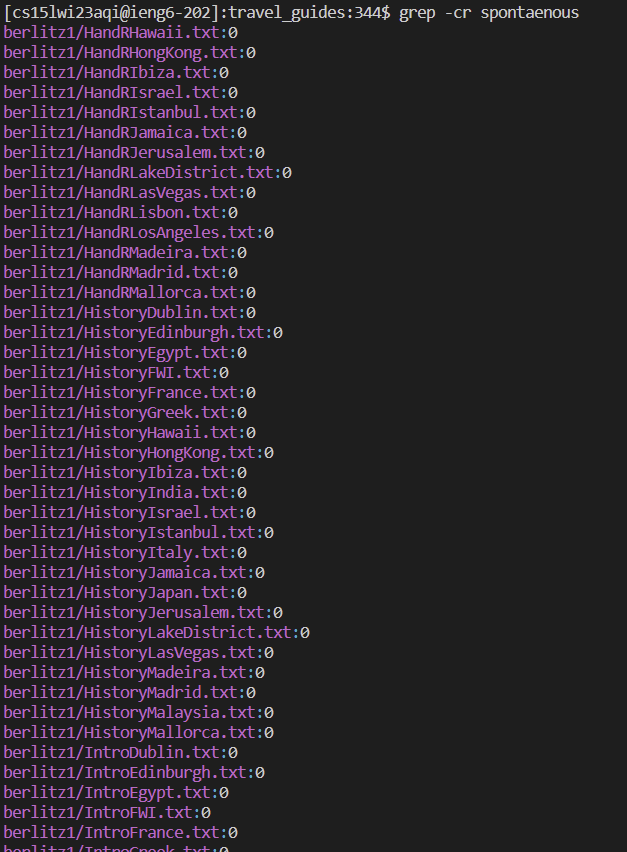 [cs15lwi23aqi@ieng6-202]:travel_guides:344$ grep -cr spontaenous
berlitz1/HandRHawaii.txt:0
berlitz1/HandRHongKong.txt:0
berlitz1/HandRIbiza.txt:0
berlitz1/HandRIsrael.txt:0
berlitz1/HandRIstanbul.txt:0
berlitz1/HandRJamaica.txt:0
berlitz1/HandRJerusalem.txt:0
berlitz1/HandRLakeDistrict.txt:0
berlitz1/HandRLasVegas.txt:0
berlitz1/HandRLisbon.txt:0
berlitz1/HandRLosAngeles.txt:0
berlitz1/HandRMadeira.txt:0
berlitz1/HandRMadrid.txt:0
berlitz1/HandRMallorca.txt:0
berlitz1/HistoryDublin.txt:0
berlitz1/HistoryEdinburgh.txt:0
berlitz1/HistoryEgypt.txt:0
berlitz1/HistoryFWI.txt:0
berlitz1/HistoryFrance.txt:0
berlitz1/HistoryGreek.txt:0
berlitz1/HistoryHawaii.txt:0
berlitz1/HistoryHongKong.txt:0
berlitz1/HistoryIbiza.txt:0
berlitz1/HistoryIndia.txt:0
berlitz1/HistoryIsrael.txt:0
berlitz1/HistoryIstanbul.txt:0
berlitz1/HistoryItaly.txt:0
berlitz1/HistoryJamaica.txt:0
berlitz1/HistoryJapan.txt:0
berlitz1/HistoryJerusalem.txt:0
berlitz1/HistoryLakeDistrict.txt:0
berlitz1/HistoryLasVegas.txt:0
berlitz1/HistoryMadeira.txt:0
berlitz1/HistoryMadrid.txt:0
berlitz1/HistoryMalaysia.txt:0
berlitz1/HistoryMallorca.txt:0
berlitz1/IntroDublin.txt:0
berlitz1/IntroEdinburgh.txt:0
berlitz1/IntroEgypt.txt:0
berlitz1/IntroFWI.txt:0
berlitz1/IntroFrance.txt:0
berlitz1/IntroGreek.txt:0